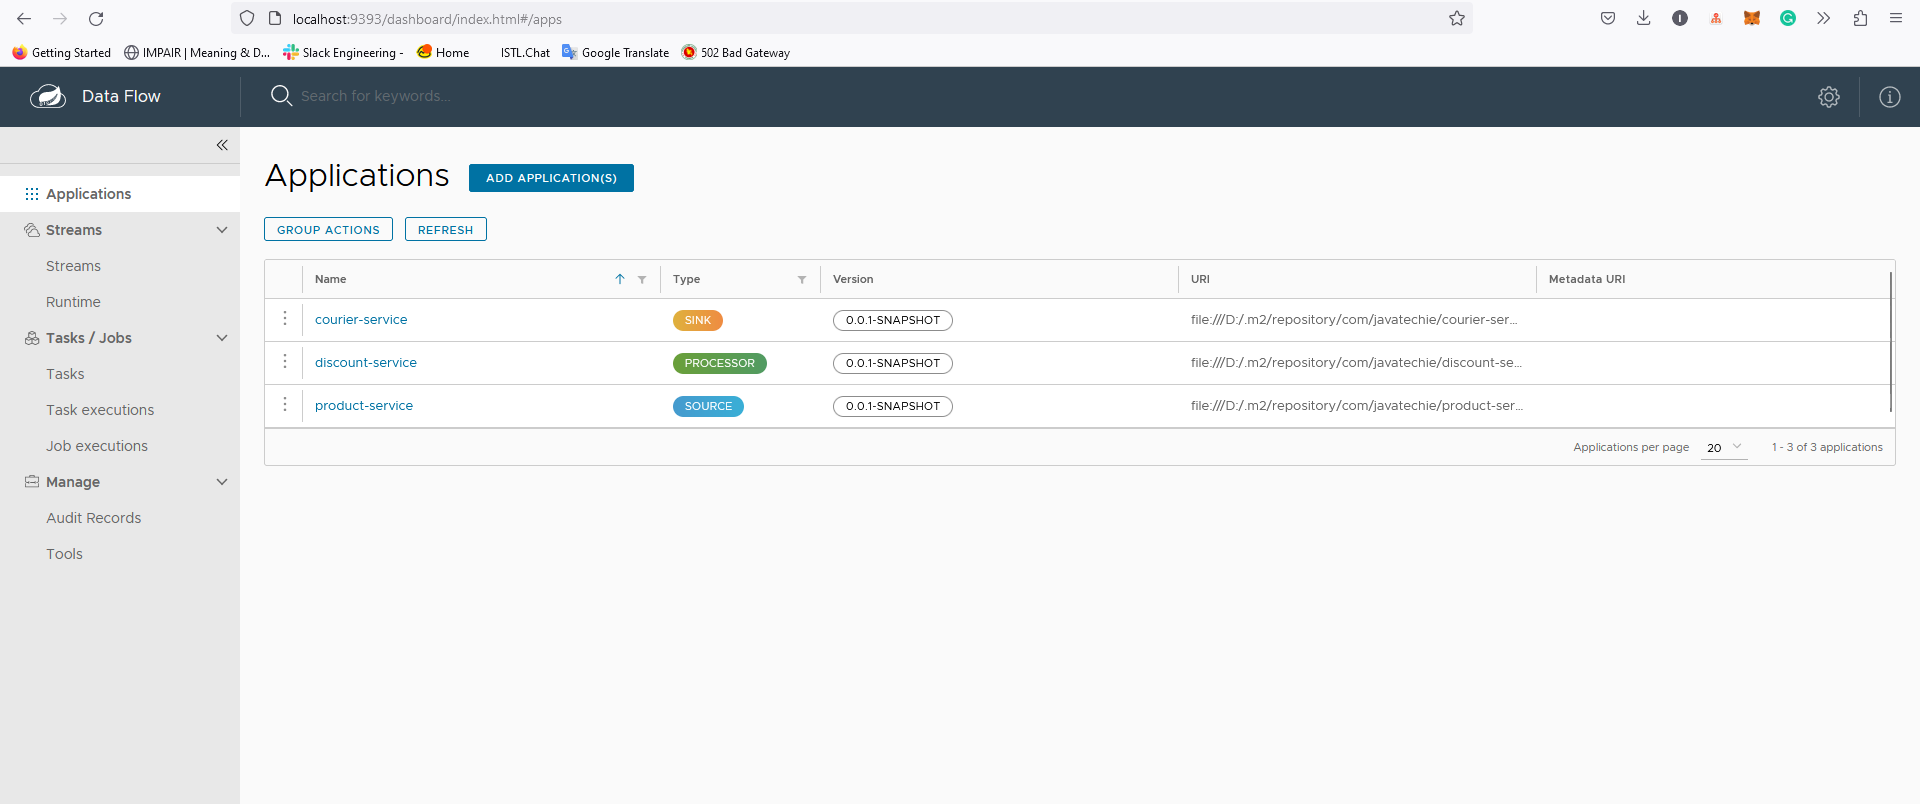 localhost:9393/dashboard/index.html#/apps
Getting Started IMPAIR | Meaning & D... Slack Engineering - Home ISTL.Chat Google Translate 502 Bad Gateway
Data Flow Search for keywords...
Applications
Streams
Streams
Runtime
Tasks / Jobs
Tasks
Task executions
Job executions
Manage
Audit Records
Tools
Applications ADD APPLICATION(S)
GROUP ACTIONS REFRESH
Name Type Version URI Metadata URI
courier-service SINK 0.0.1-SNAPSHOT file:///D:/.m2/repository/com/javatechie/courier-ser...
discount-service PROCESSOR 0.0.1-SNAPSHOT file:///D:/.m2/repository/com/javatechie/discount-se...
product-service SOURCE 0.0.1-SNAPSHOT file:///D:/.m2/repository/com/javatechie/product-ser...
Applications per page 20 1 - 3 of 3 applications